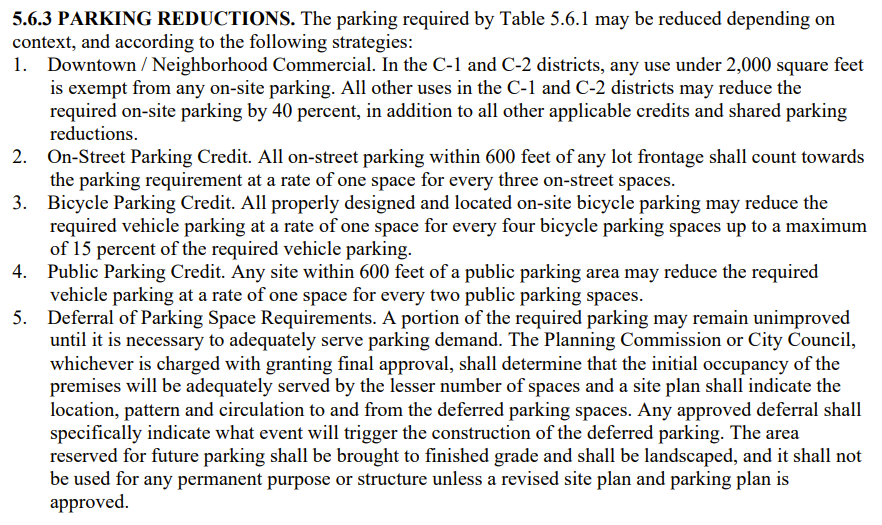 5.6.3 PARKING REDUCTIONS. The parking required by Table 5.6.1 may be reduced depending on
context, and according to the following strategies:
1. Downtown / Neighborhood Commercial. In the C-1 and C-2 districts, any use under 2,000 square feet
is exempt from any on-site parking. All other uses in the C-1 and C-2 districts may reduce the
required on-site parking by 40 percent, in addition to all other applicable credits and shared parking
reductions.
2. On-Street Parking Credit. All on-street parking within 600 feet of any lot frontage shall count towards
the parking requirement at a rate of one space for every three on-street spaces.
3. Bicycle Parking Credit. All properly designed and located on-site bicycle parking may reduce the
required vehicle parking at a rate of one space for every four bicycle parking spaces up to a maximum
of 15 percent of the required vehicle parking.
4. Public Parking Credit. Any site within 600 feet of a public parking area may reduce the required
vehicle parking at a rate of one space for every two public parking spaces.
5. Deferral of Parking Space Requirements. A portion of the required parking may remain unimproved
until it is necessary to adequately serve parking demand. The Planning Commission or City Council,
whichever is charged with granting final approval, shall determine that the initial occupancy of the
premises will be adequately served by the lesser number of spaces and a site plan shall indicate the
location, pattern and circulation to and from the deferred parking spaces. Any approved deferral shall
specifically indicate what event will trigger the construction of the deferred parking. The area
reserved for future parking shall be brought to finished grade and shall be landscaped, and it shall not
be used for any permanent purpose or structure unless a revised site plan and parking plan is
approved.